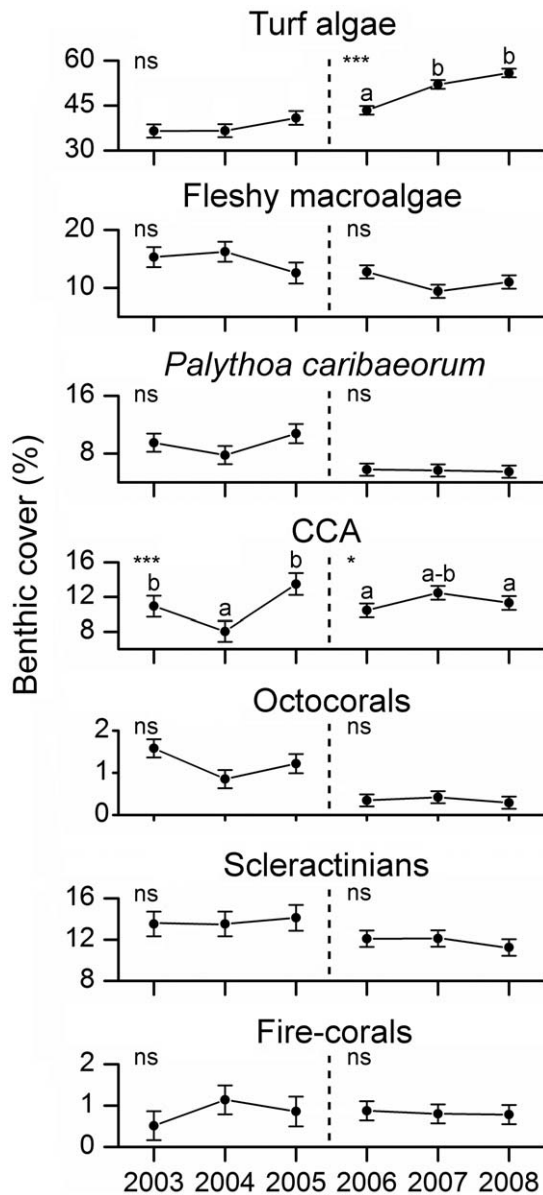 Turf algae
60
ns
***
b
b
a
45
30
Fleshy macroalgae
20
ns
ns
10
Palythoa caribaeorum
16
ns
ns
8
Benthic cover (%)
CCA
16
***
b
*
b
a
a-b
a
a
12
8
Octocorals
2
ns
ns
1
0
Scleractinians
16
ns
ns
12
8
Fire-corals
2
ns
ns
1
0
2003 2004 2005 2006 2007 2008